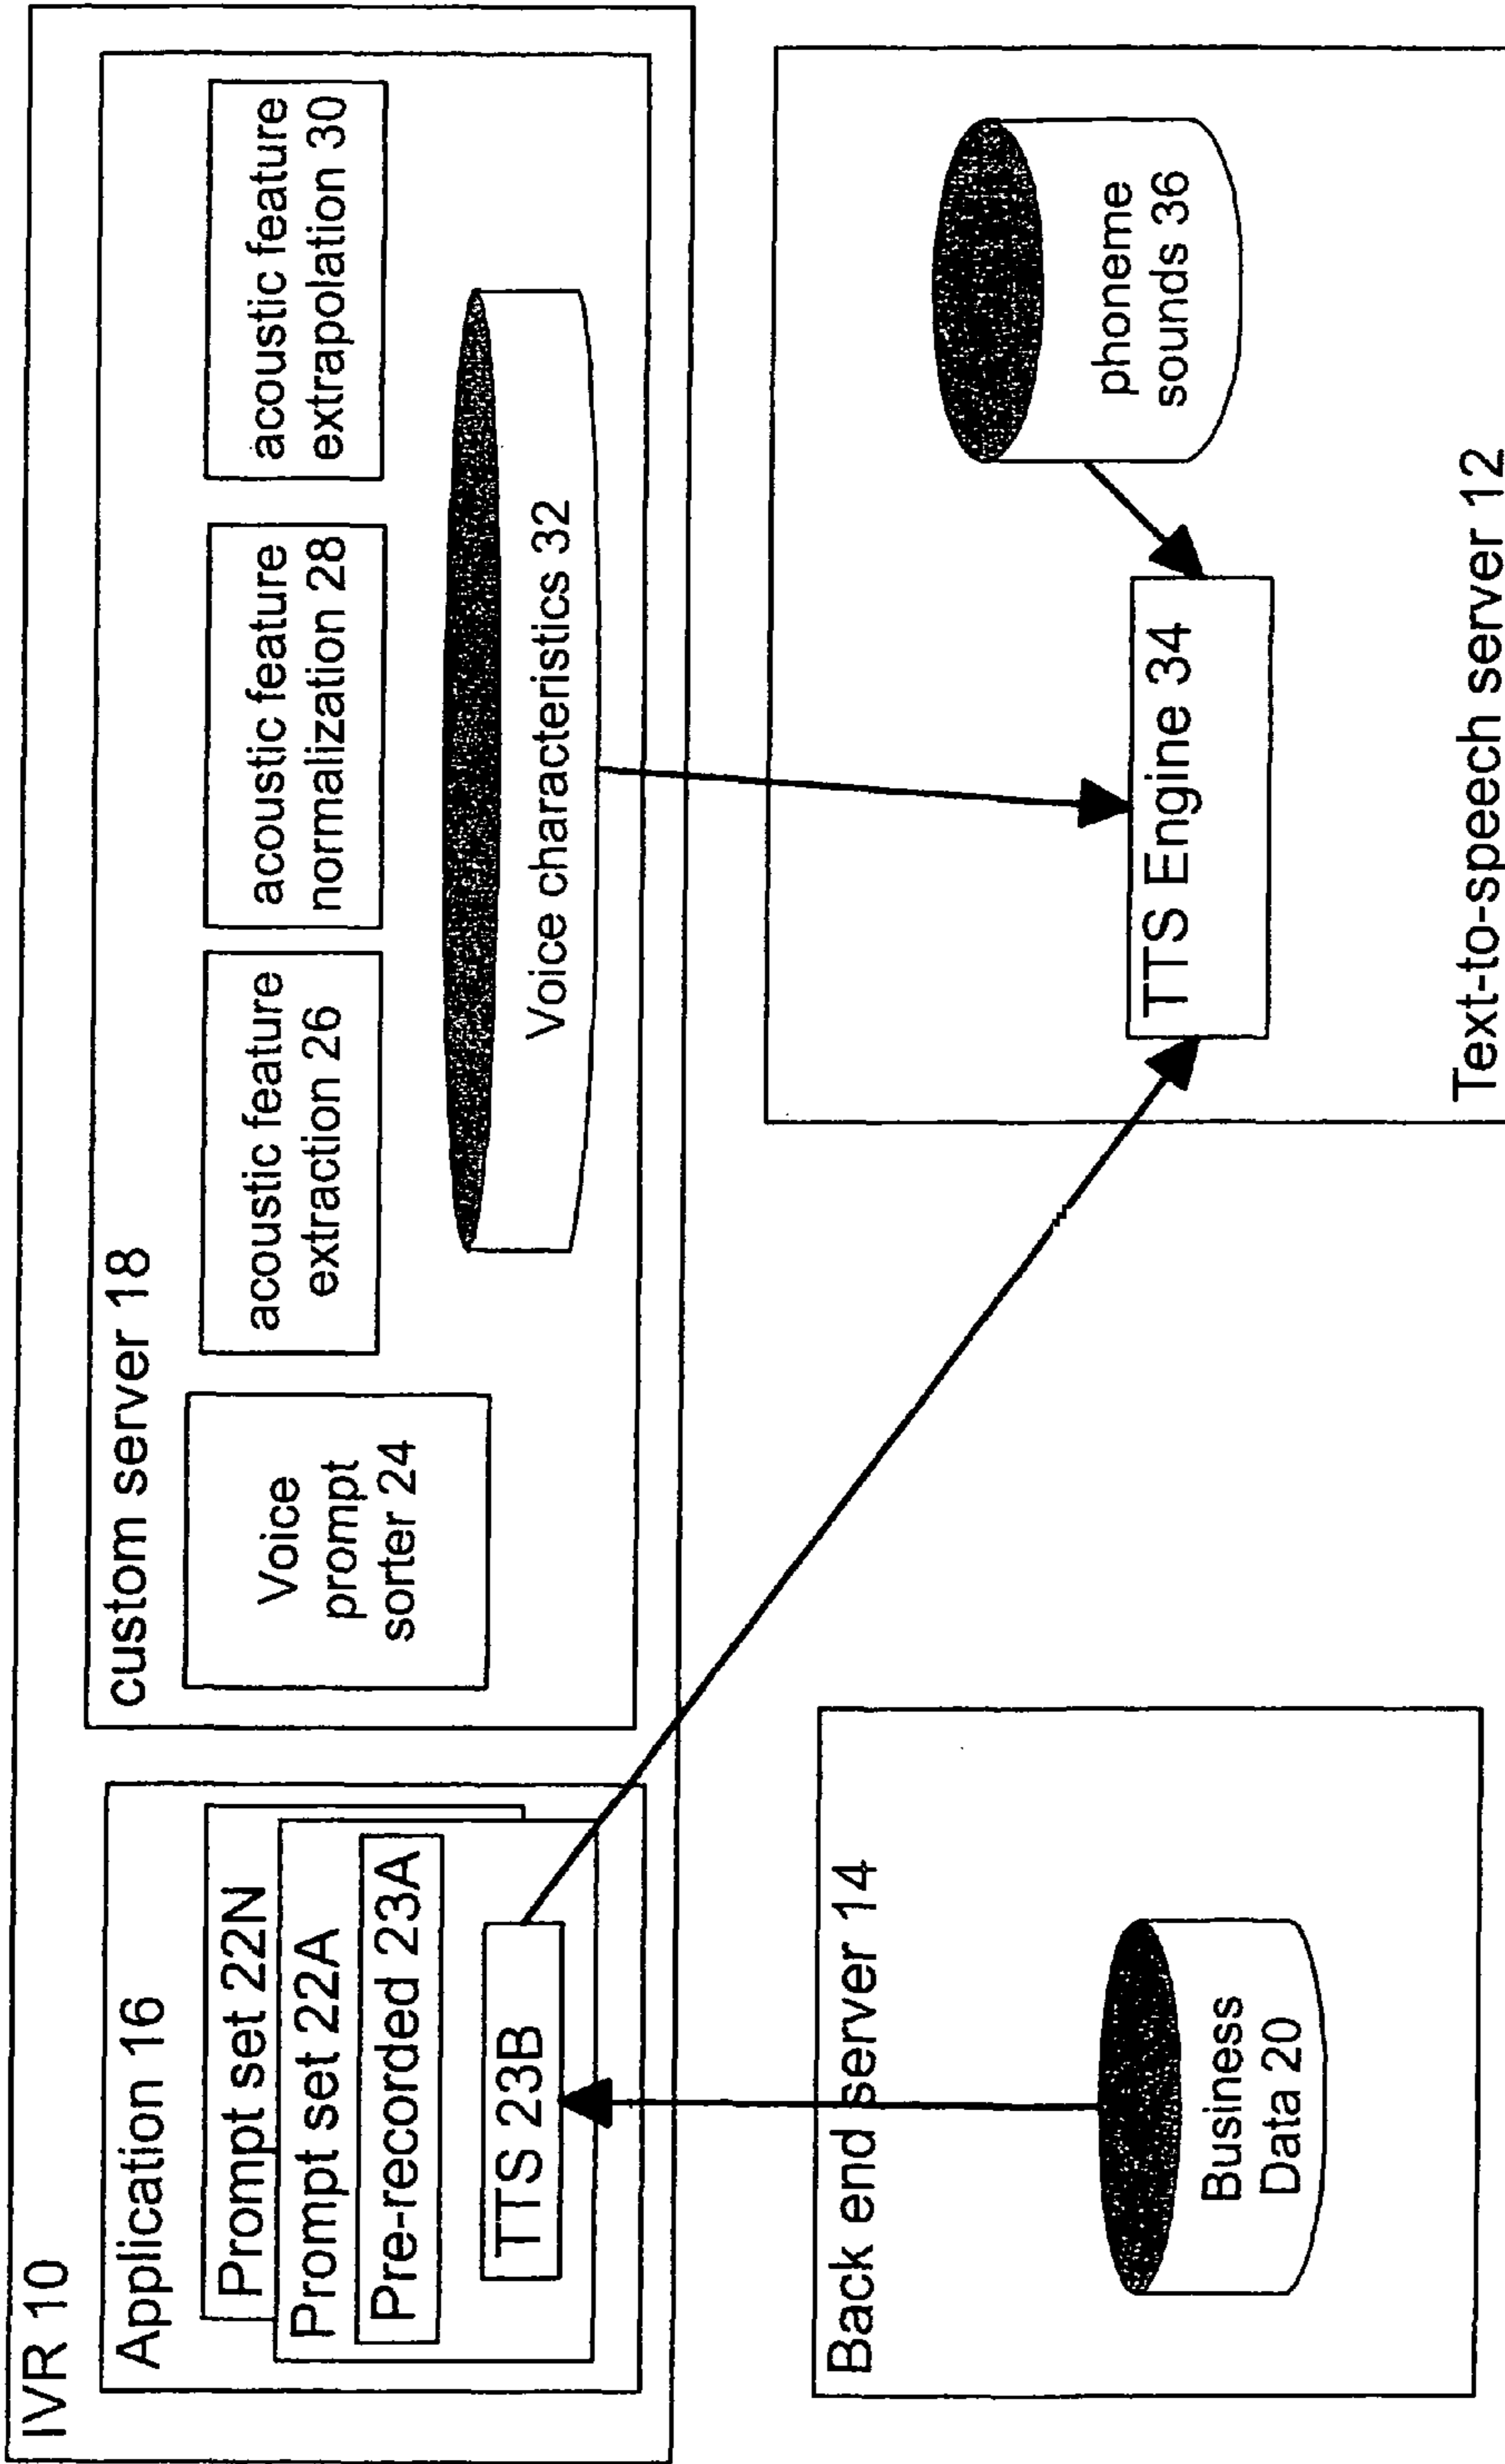 IVR 10
Application 16
Prompt set 22N
Prompt set 22A
Pre-recorded 23A
TTS 23B
custom server 18
Voice
prompt
sorter 24
acoustic feature
extraction 26
acoustic feature
normalization 28
acoustic feature
extrapolation 30
Voice characteristics 32
Back end server 14
Business
Data 20
TTS Engine 34
phoneme
sounds 36
Text-to-speech server 12